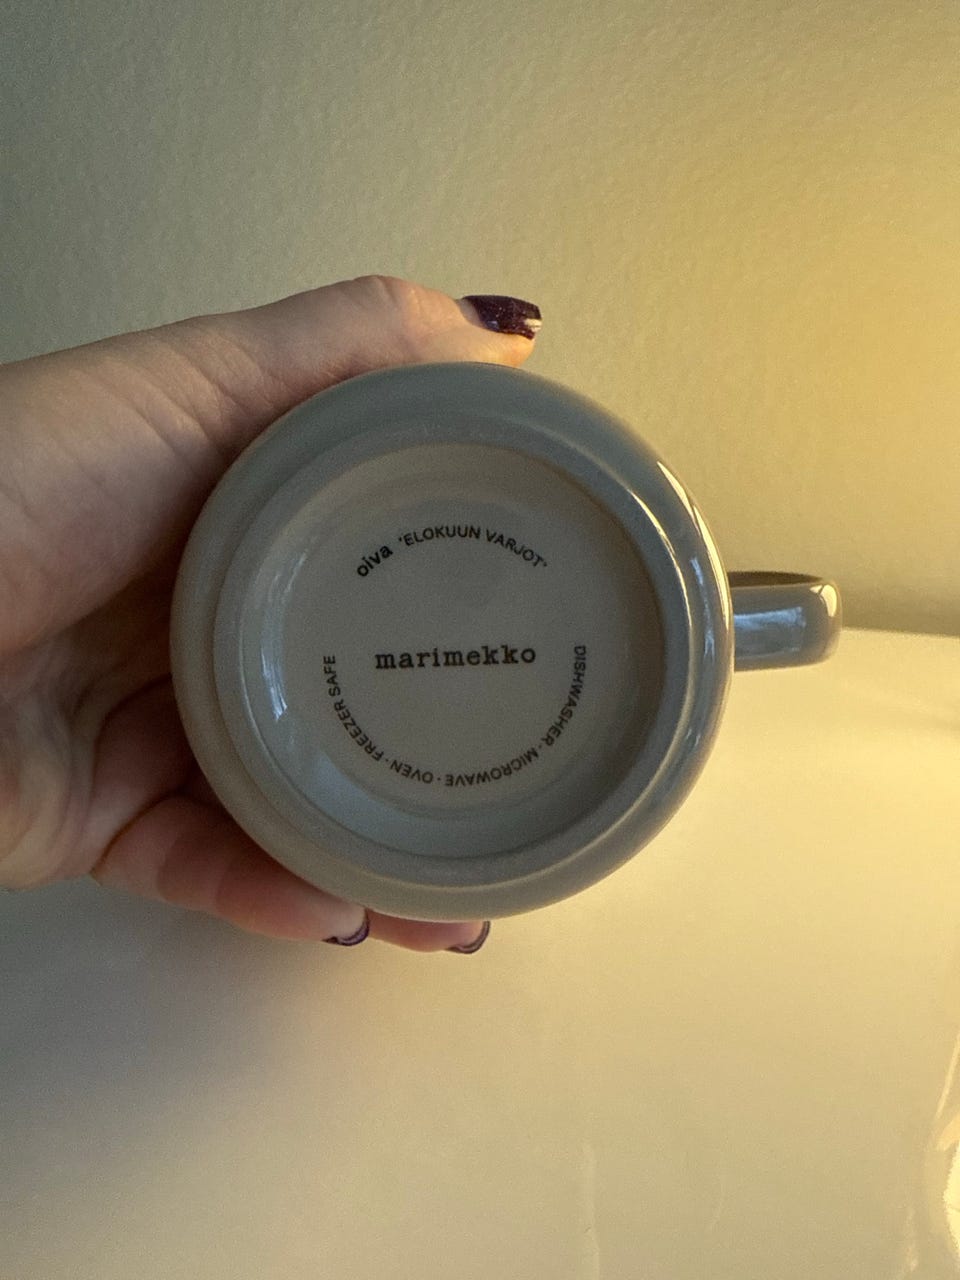 oiva 'ELOKUUN VARJOT'
marimekko
DISHWASHER · MICROWAVE · OVEN · FREEZER SAFE